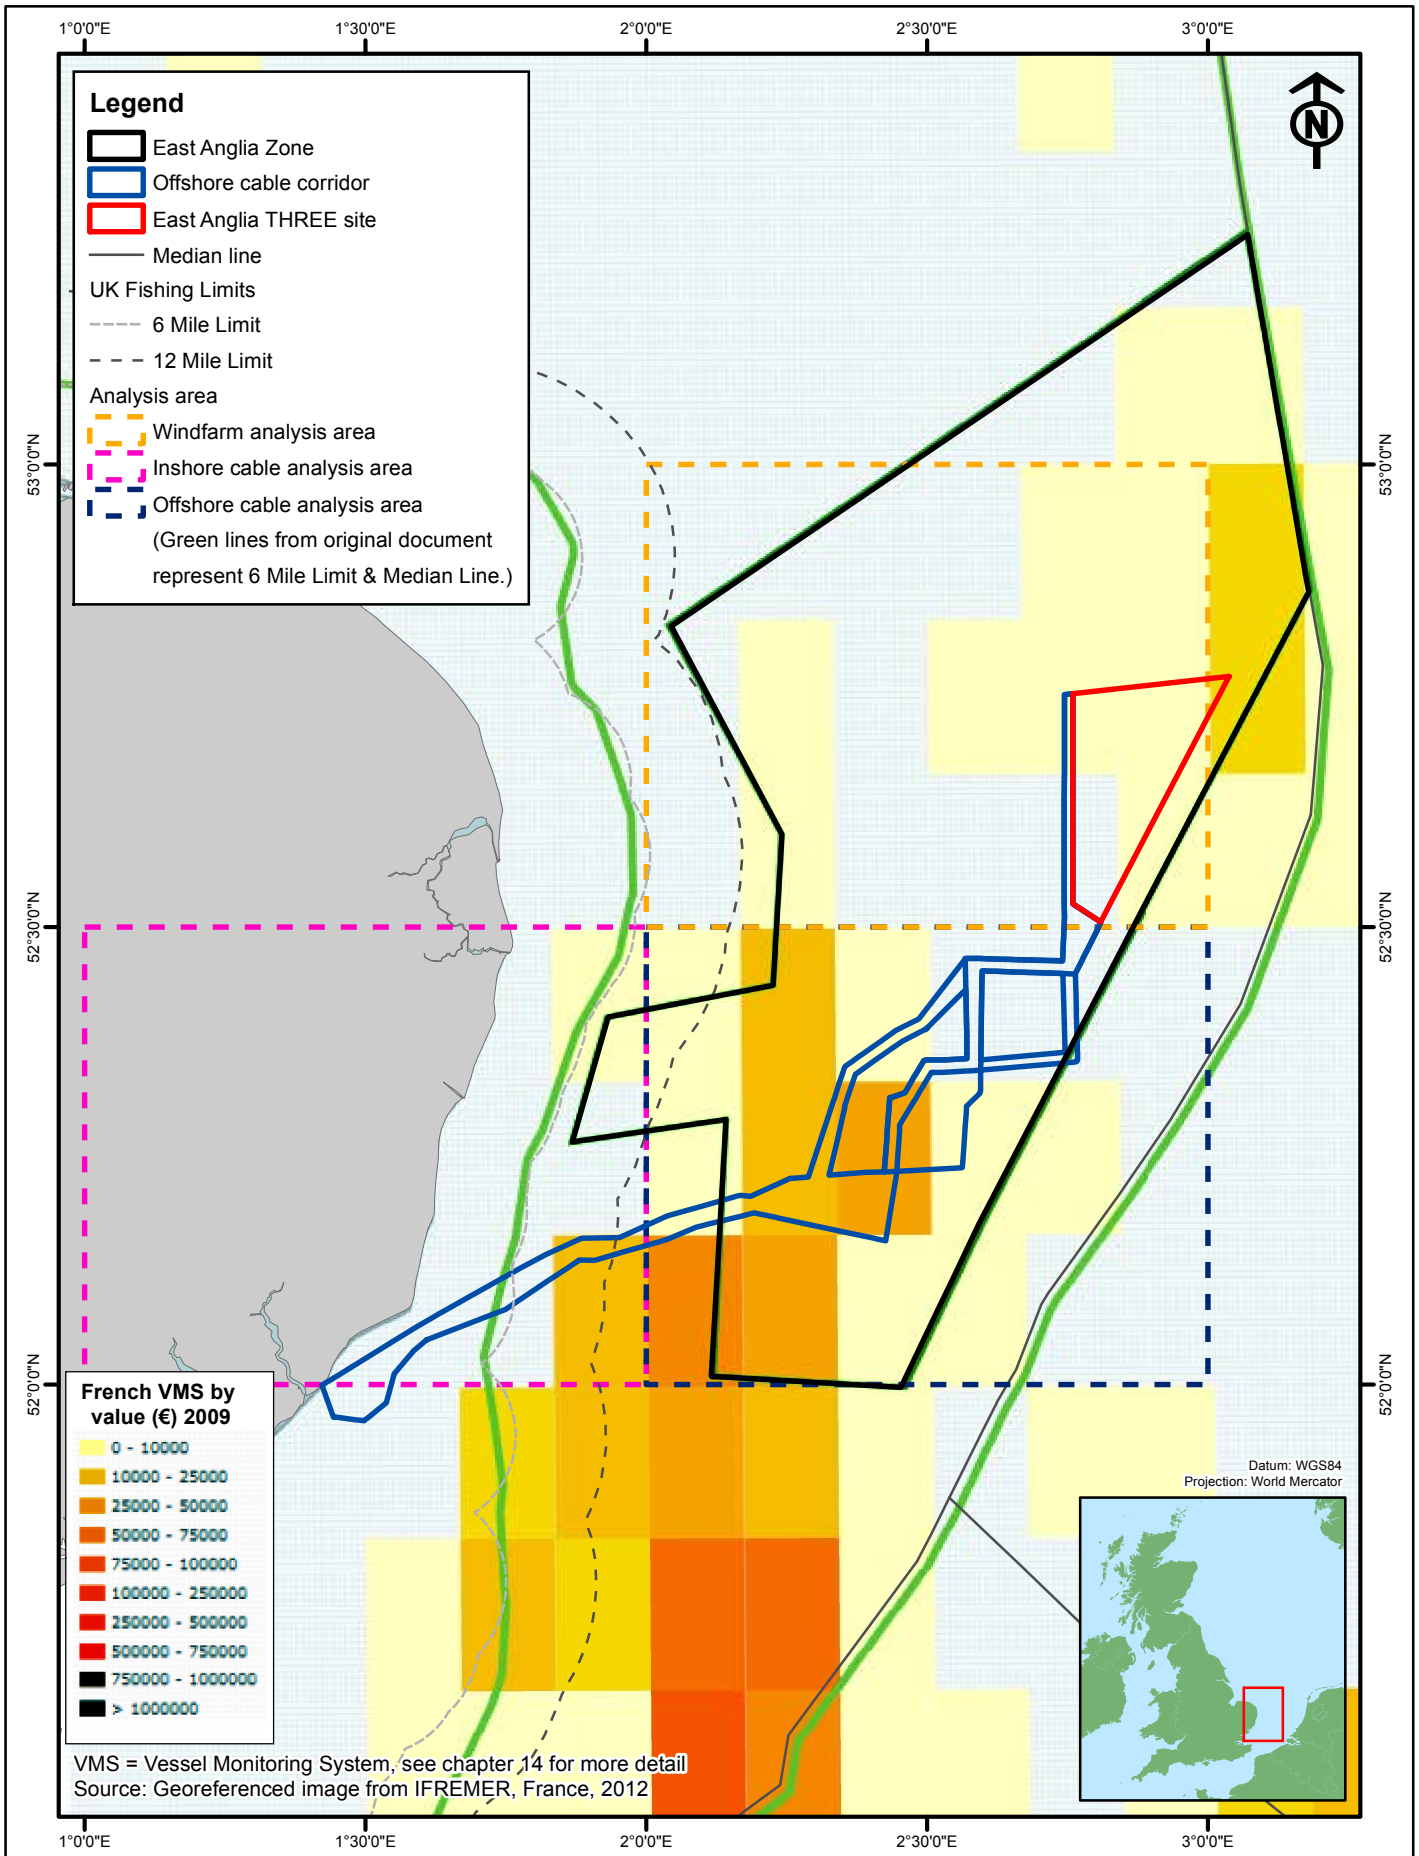 1°0'0"E
1°30'0"E
2°0'0"E
2°30'0"E
3°0'0"E
Legend
East Anglia Zone
Offshore cable corridor
East Anglia THREE site
Median line
UK Fishing Limits
6 Mile Limit
12 Mile Limit
Analysis area
Windfarm analysis area
Inshore cable analysis area
Offshore cable analysis area
(Green lines from original document
represent 6 Mile Limit & Median Line.)
N
53°0'0"N
53°0'0"N
52°30'0"N
52°30'0"N
52°0'0"N
52°0'0"N
French VMS by
value (€) 2009
0 - 10000
10000 - 25000
25000 - 50000
50000 - 75000
75000 - 100000
100000 - 250000
250000 - 500000
500000 - 750000
750000 - 1000000
> 1000000
Datum: WGS84
Projection: World Mercator
VMS = Vessel Monitoring System, see chapter 14 for more detail
Source: Georeferenced image from IFREMER, France, 2012
1°0'0"E
1°30'0"E
2°0'0"E
2°30'0"E
3°0'0"E